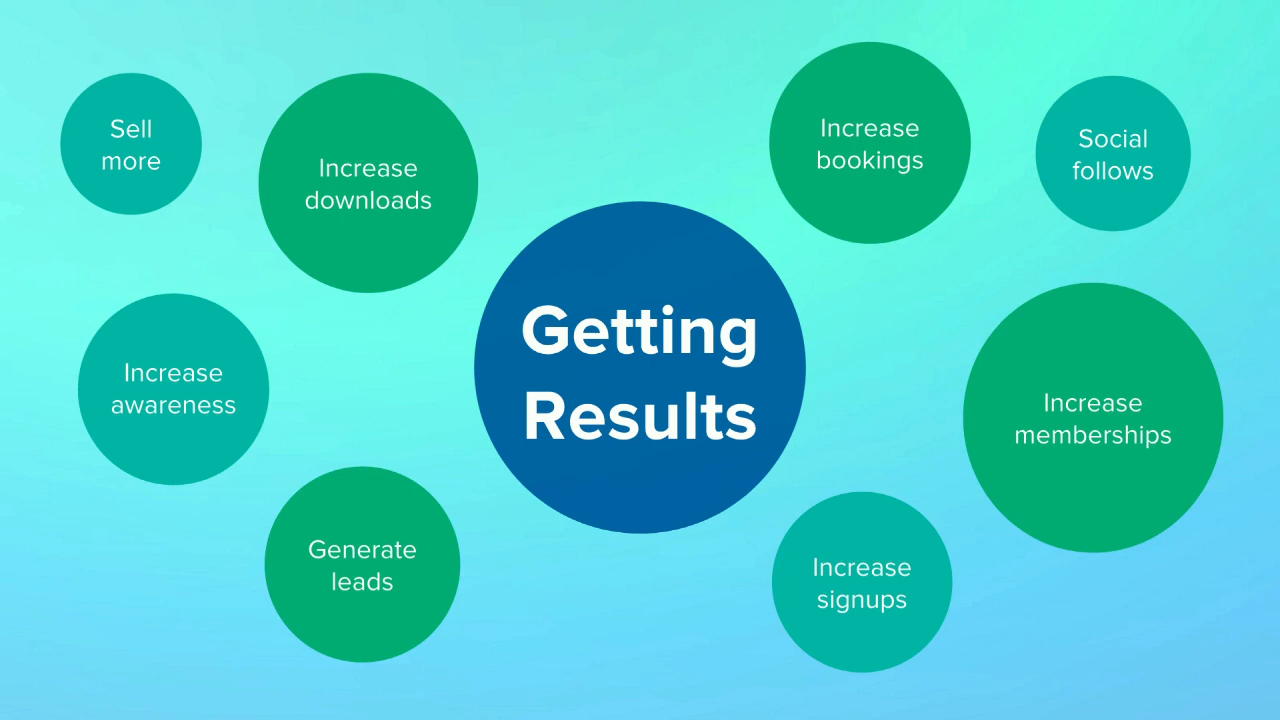 Sell
more
Increase
downloads
Increase
bookings
Social
follows
Getting
Results
Increase
awareness
Increase
memberships
Generate
leads
Increase
signups